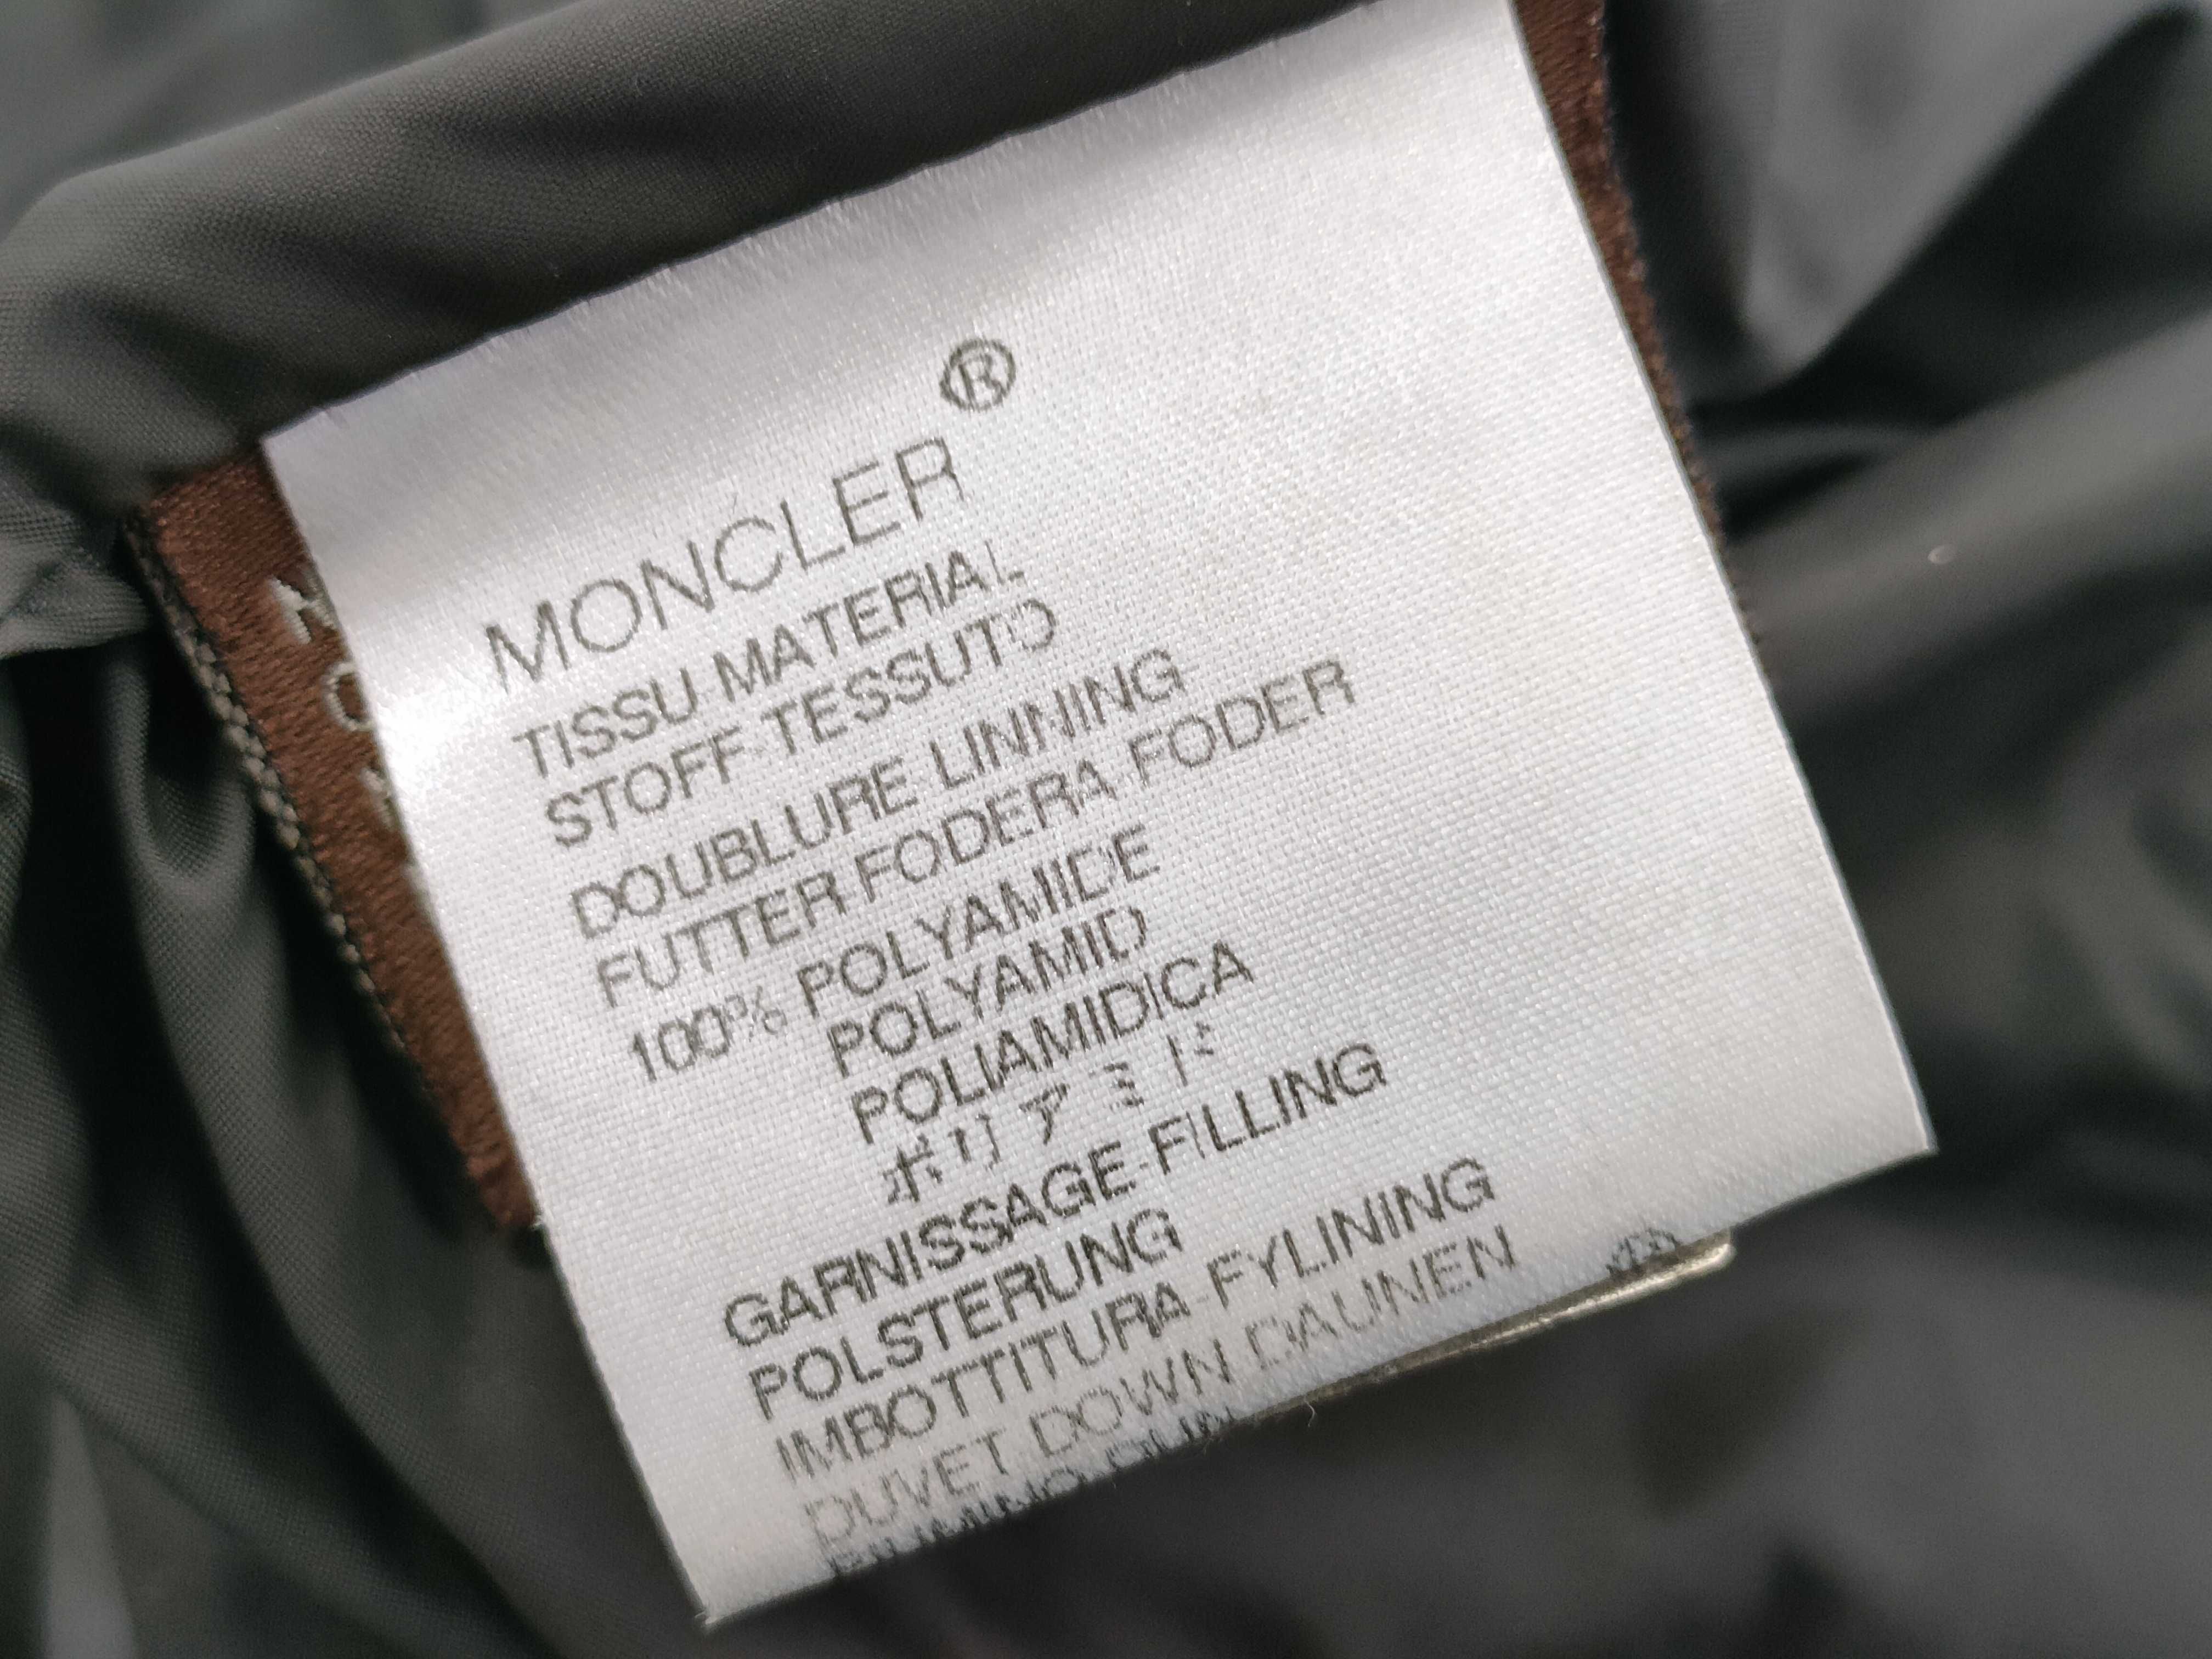 ®
MONCLER
TISSU-MATERIAL
STOFF-TESSUTO
DOUBLURE LINNING
FUTTER FODERA FODER
100% POLYAMIDE
POLYAMID
POLIAMIDICA
ポリアミド
GARNISSAGE-FILLING
POLSTERUNG
IMBOTTITURA-FYLINING
DUVET DOWN DAUNEN